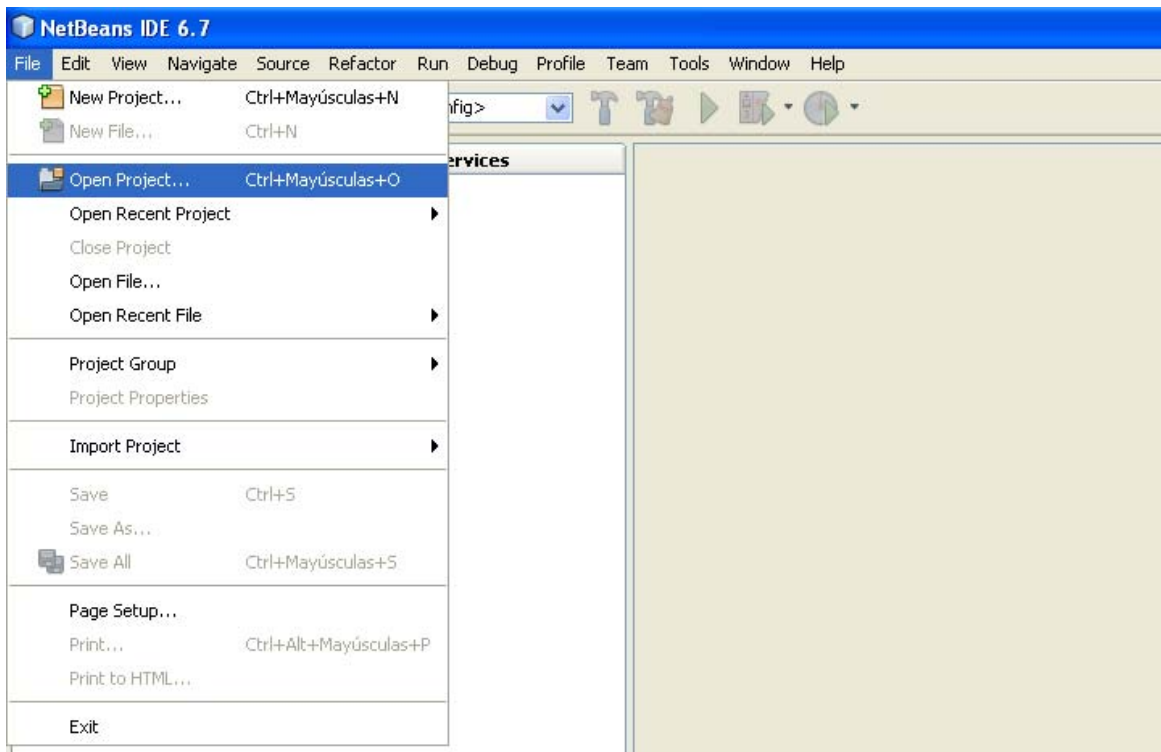 NetBeans IDE 6.7
File Edit View Navigate Source Refactor Run Debug Profile Team Tools Window Help
New Project... Ctrl+Mayúsculas+N
New File... Ctrl+N
Open Project... Ctrl+Mayúsculas+O
Open Recent Project
Close Project
Open File...
Open Recent File
Project Group
Project Properties
Import Project
Save Ctrl+S
Save As...
Save All Ctrl+Mayúsculas+S
Page Setup...
Print... Ctrl+Alt+Mayúsculas+P
Print to HTML...
Exit
nfig>
ervices